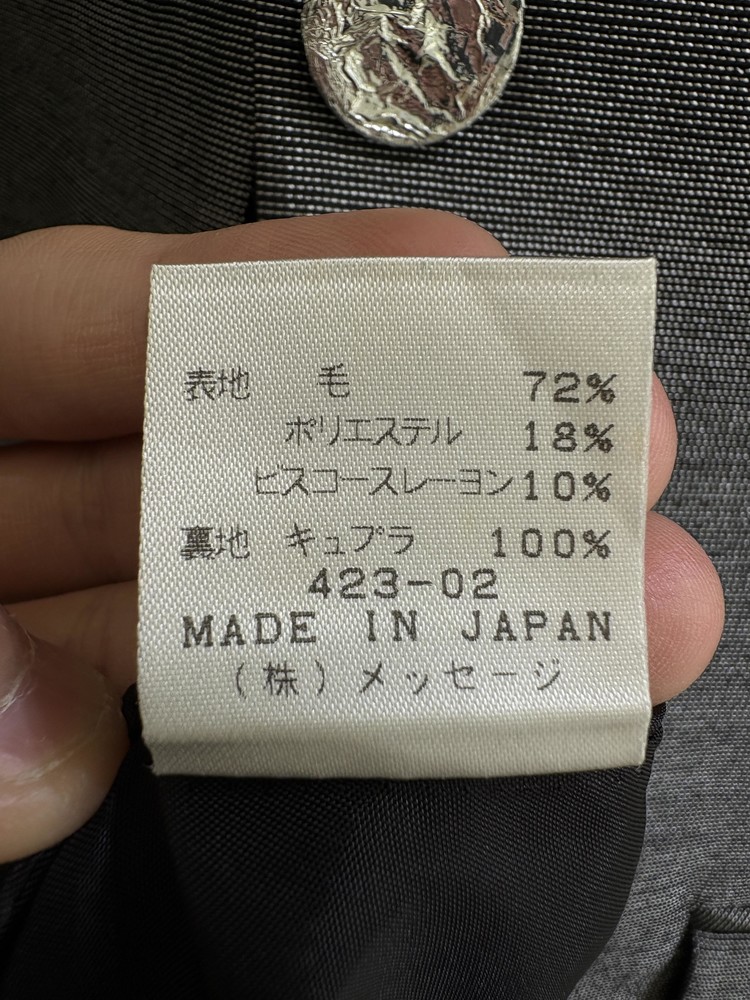 表地 毛 72%
ポリエステル 18%
ビスコースレーヨン10%
裏地 キュプラ 100%
423-02
MADE IN JAPAN
(株)メッセージ